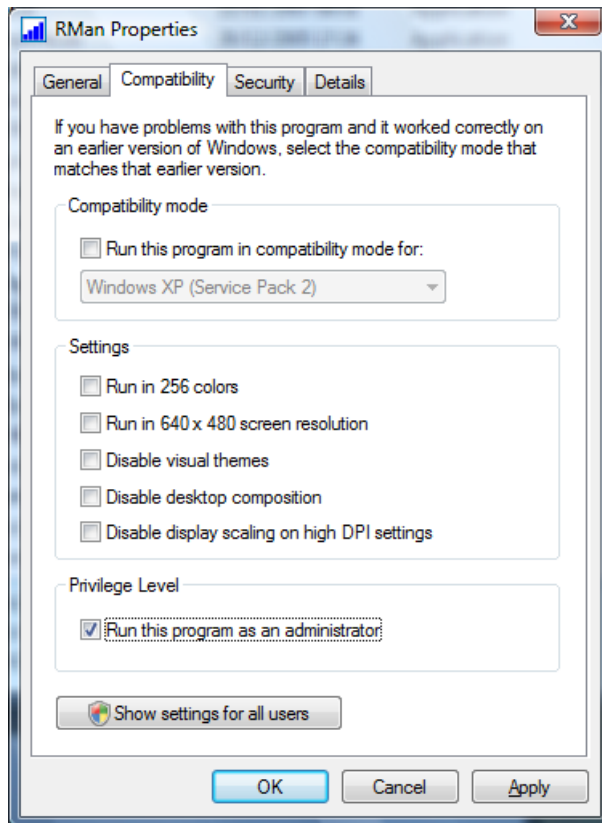 RMan Properties
General Compatibility Security Details
If you have problems with this program and it worked correctly on
an earlier version of Windows, select the compatibility mode that
matches that earlier version.
Compatibility mode
Run this program in compatibility mode for:
Windows XP (Service Pack 2)
Settings
Run in 256 colors
Run in 640 x 480 screen resolution
Disable visual themes
Disable desktop composition
Disable display scaling on high DPI settings
Privilege Level
Run this program as an administrator
Show settings for all users
OK Cancel Apply